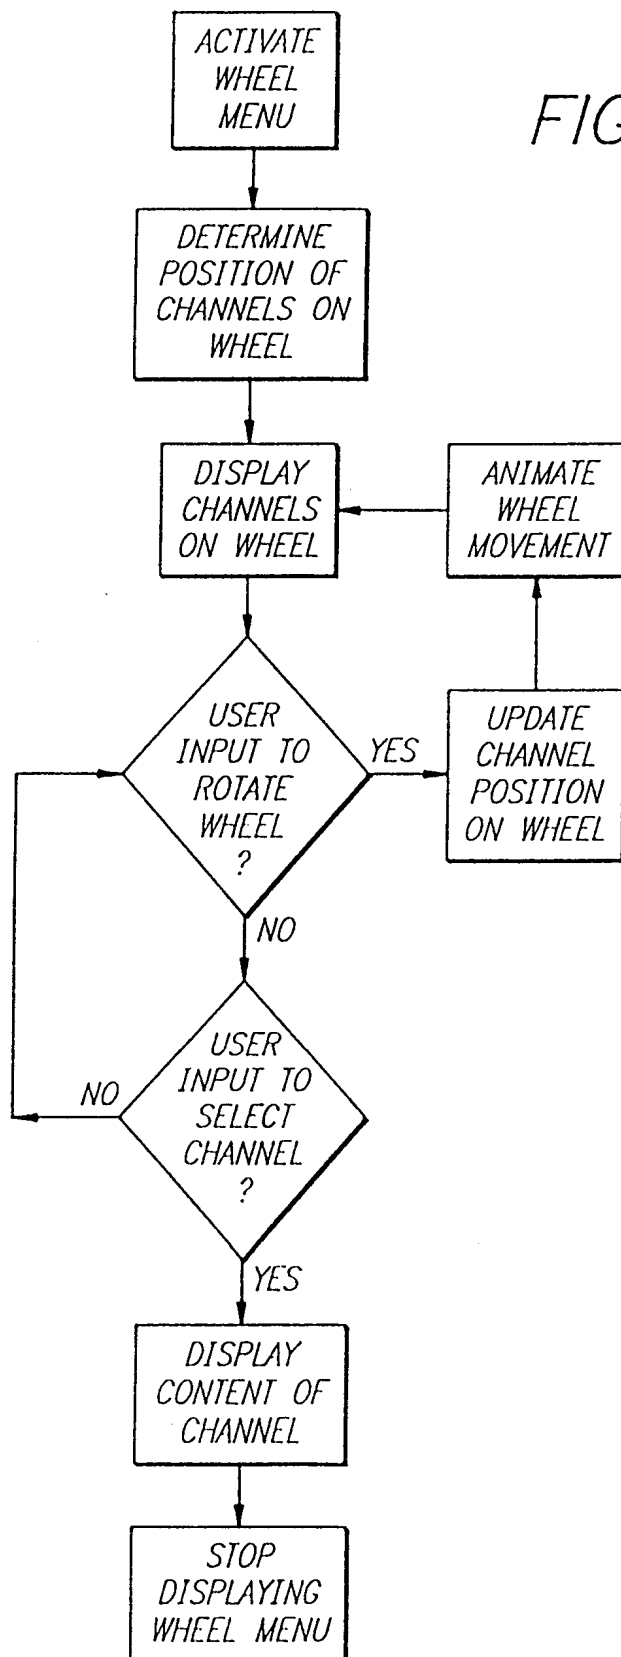 ACTIVATE
WHEEL
MENU
FIG
DETERMINE
POSITION OF
CHANNELS ON
WHEEL
DISPLAY
CHANNELS
ON WHEEL
ANIMATE
WHEEL
MOVEMENT
USER
INPUT TO
ROTATE
WHEEL
?
YES
UPDATE
CHANNEL
POSITION
ON WHEEL
NO
USER
INPUT TO
SELECT
CHANNEL
?
NO
YES
DISPLAY
CONTENT OF
CHANNEL
STOP
DISPLAYING
WHEEL MENU